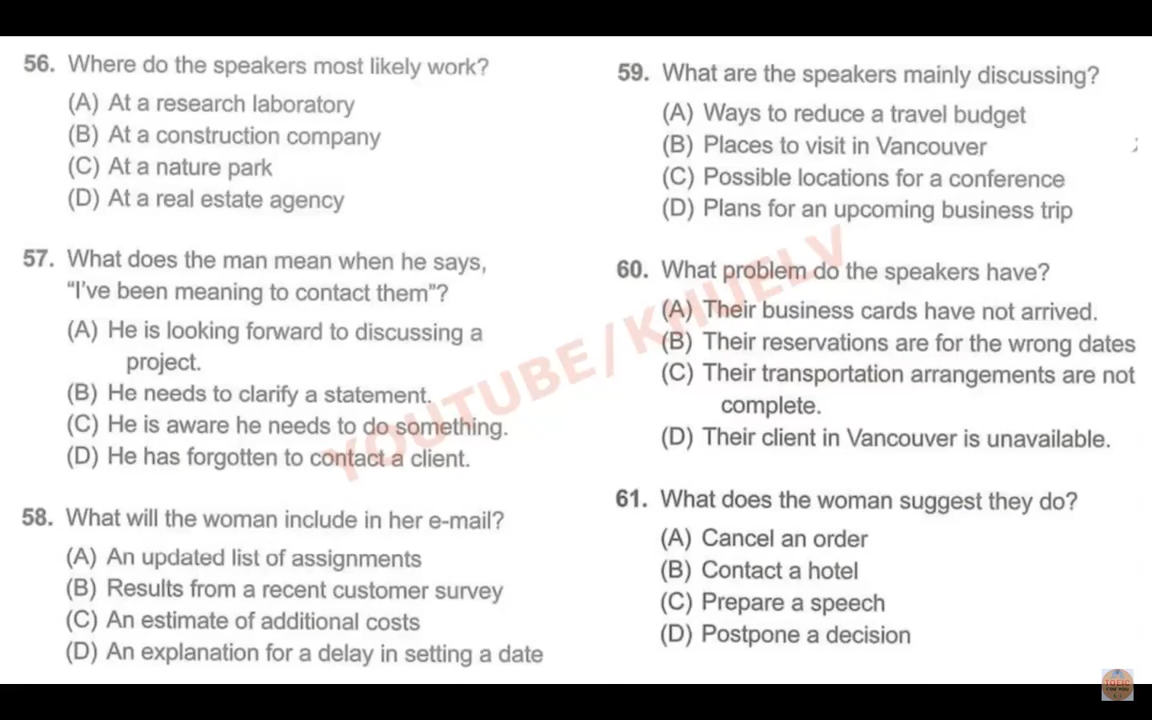 56. Where do the speakers most likely work?
(A) At a research laboratory
(B) At a construction company
(C) At a nature park
(D) At a real estate agency
57. What does the man mean when he says,
“I’ve been meaning to contact them”?
(A) He is looking forward to discussing a
project.
(B) He needs to clarify a statement.
(C) He is aware he needs to do something.
(D) He has forgotten to contact a client.
58. What will the woman include in her e-mail?
(A) An updated list of assignments
(B) Results from a recent customer survey
(C) An estimate of additional costs
(D) An explanation for a delay in setting a date
59. What are the speakers mainly discussing?
(A) Ways to reduce a travel budget
(B) Places to visit in Vancouver
(C) Possible locations for a conference
(D) Plans for an upcoming business trip
60. What problem do the speakers have?
(A) Their business cards have not arrived.
(B) Their reservations are for the wrong dates
(C) Their transportation arrangements are not
complete.
(D) Their client in Vancouver is unavailable.
61. What does the woman suggest they do?
(A) Cancel an order
(B) Contact a hotel
(C) Prepare a speech
(D) Postpone a decision
YOUTUBE/KHUELV
TOEIC